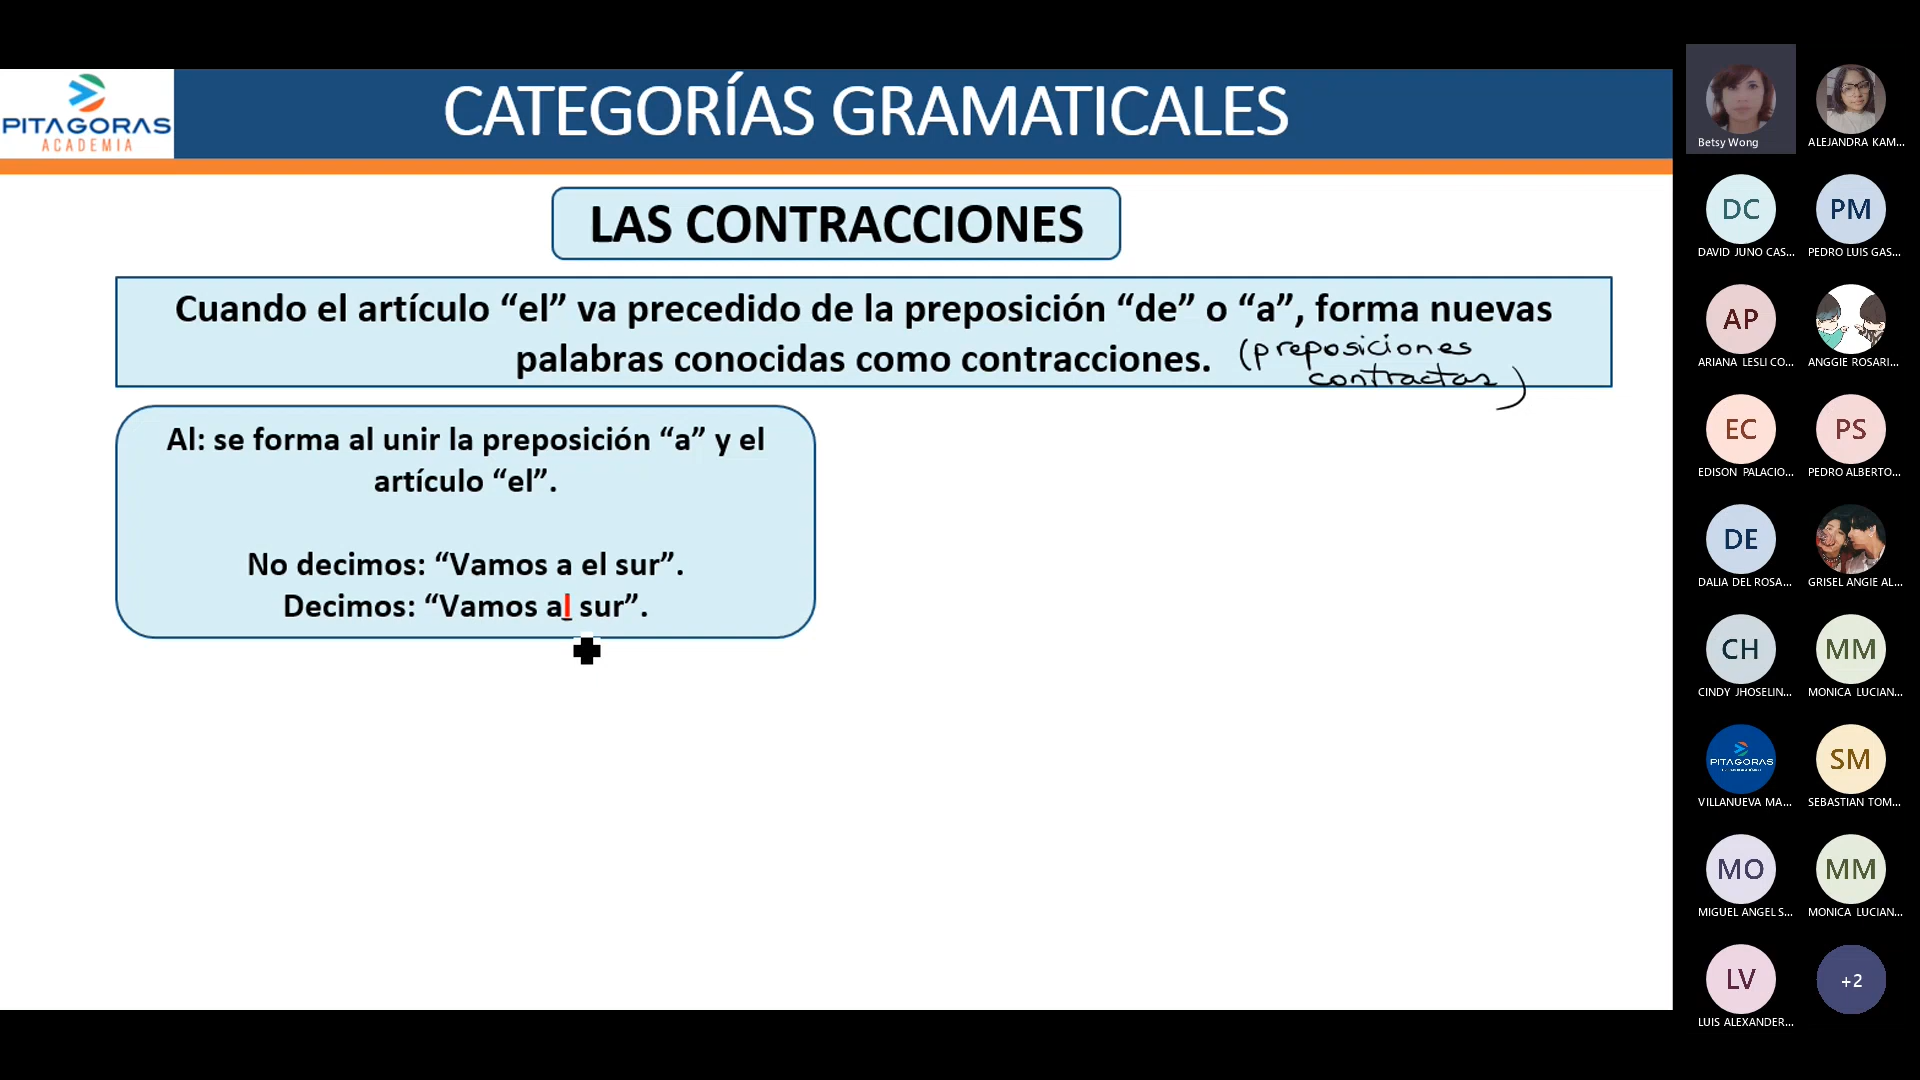 PITAGORAS
ACADEMIA
CATEGORÍAS GRAMATICALES
LAS CONTRACCIONES
Cuando el artículo “el” va precedido de la preposición “de” o “a”, forma nuevas
palabras conocidas como contracciones. (preposiciones
contractas)
Al: se forma al unir la preposición “a” y el
artículo “el”.
No decimos: “Vamos a el sur”.
Decimos: “Vamos al sur”.
Betsy Wong
ALEJANDRA KAM...
DC
PM
DAVID JUNO CAS...
PEDRO LUIS GAS...
AP
ARIANA LESLI CO...
ANGGIE ROSARI...
EC
PS
EDISON PALACIO...
PEDRO ALBERTO...
DE
DALIA DEL ROSA...
GRISEL ANGIE AL...
CH
MM
CINDY JHOSELIN...
MONICA LUCIAN...
PITAGORAS
SM
VILLANUEVA MA...
SEBASTIAN TOM...
MO
MM
MIGUEL ANGEL S...
MONICA LUCIAN...
LV
+2
LUIS ALEXANDER...